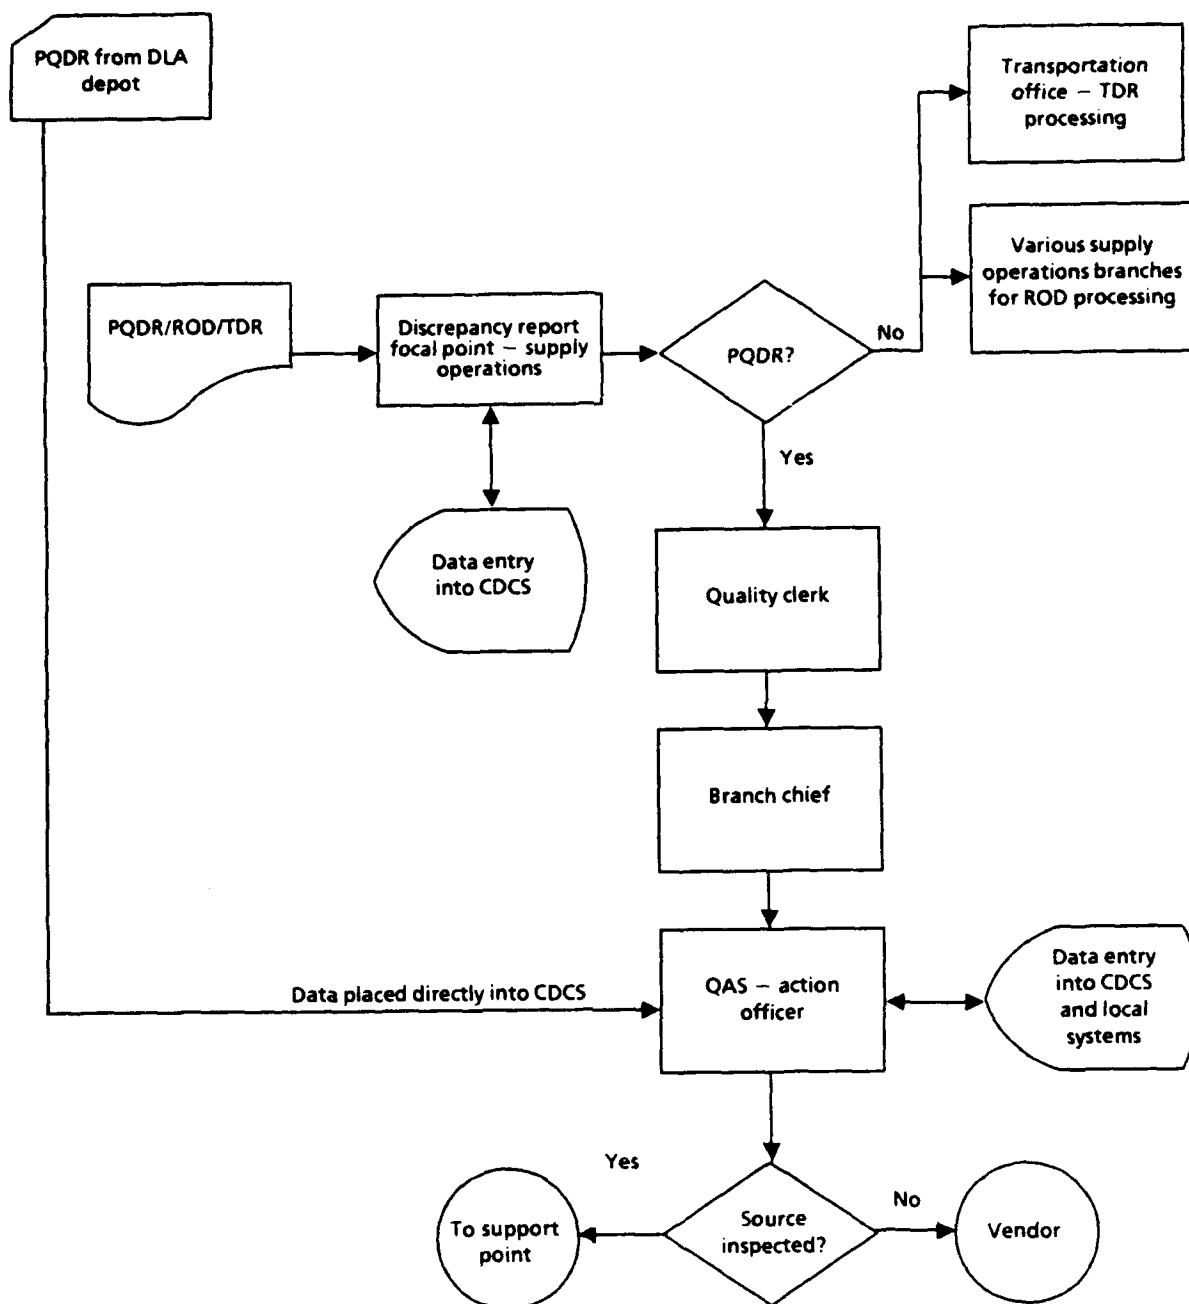 PQDR from DLA
depot
Transportation
office – TDR
processing
Various supply
operations branches
for ROD processing
PQDR/ROD/TDR
Discrepancy report
focal point – supply
operations
PQDR?
No
Yes
Data entry
into CDCS
Quality clerk
Branch chief
Data placed directly into CDCS
QAS – action
officer
Data entry
into CDCS
and local
systems
Yes
No
To support
point
Source
inspected?
Vendor